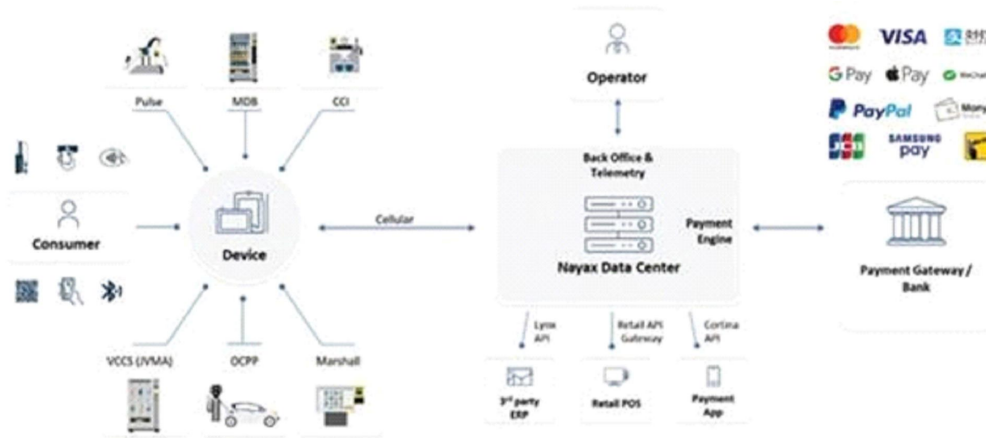 Pulse
MDB
CCI
Consumer
Device
VCCS (JVMA)
OCPP
Marshall
Cellular
Operator
Back Office &
Telemetry
Payment
Engine
Nayax Data Center
Lynx
API
Retail API
Gateway
Cortina
API
3rd party
ERP
Retail POS
Payment
App
VISA
G Pay
Pay
PayPal
JCB
SAMSUNG
pay
Payment Gateway /
Bank